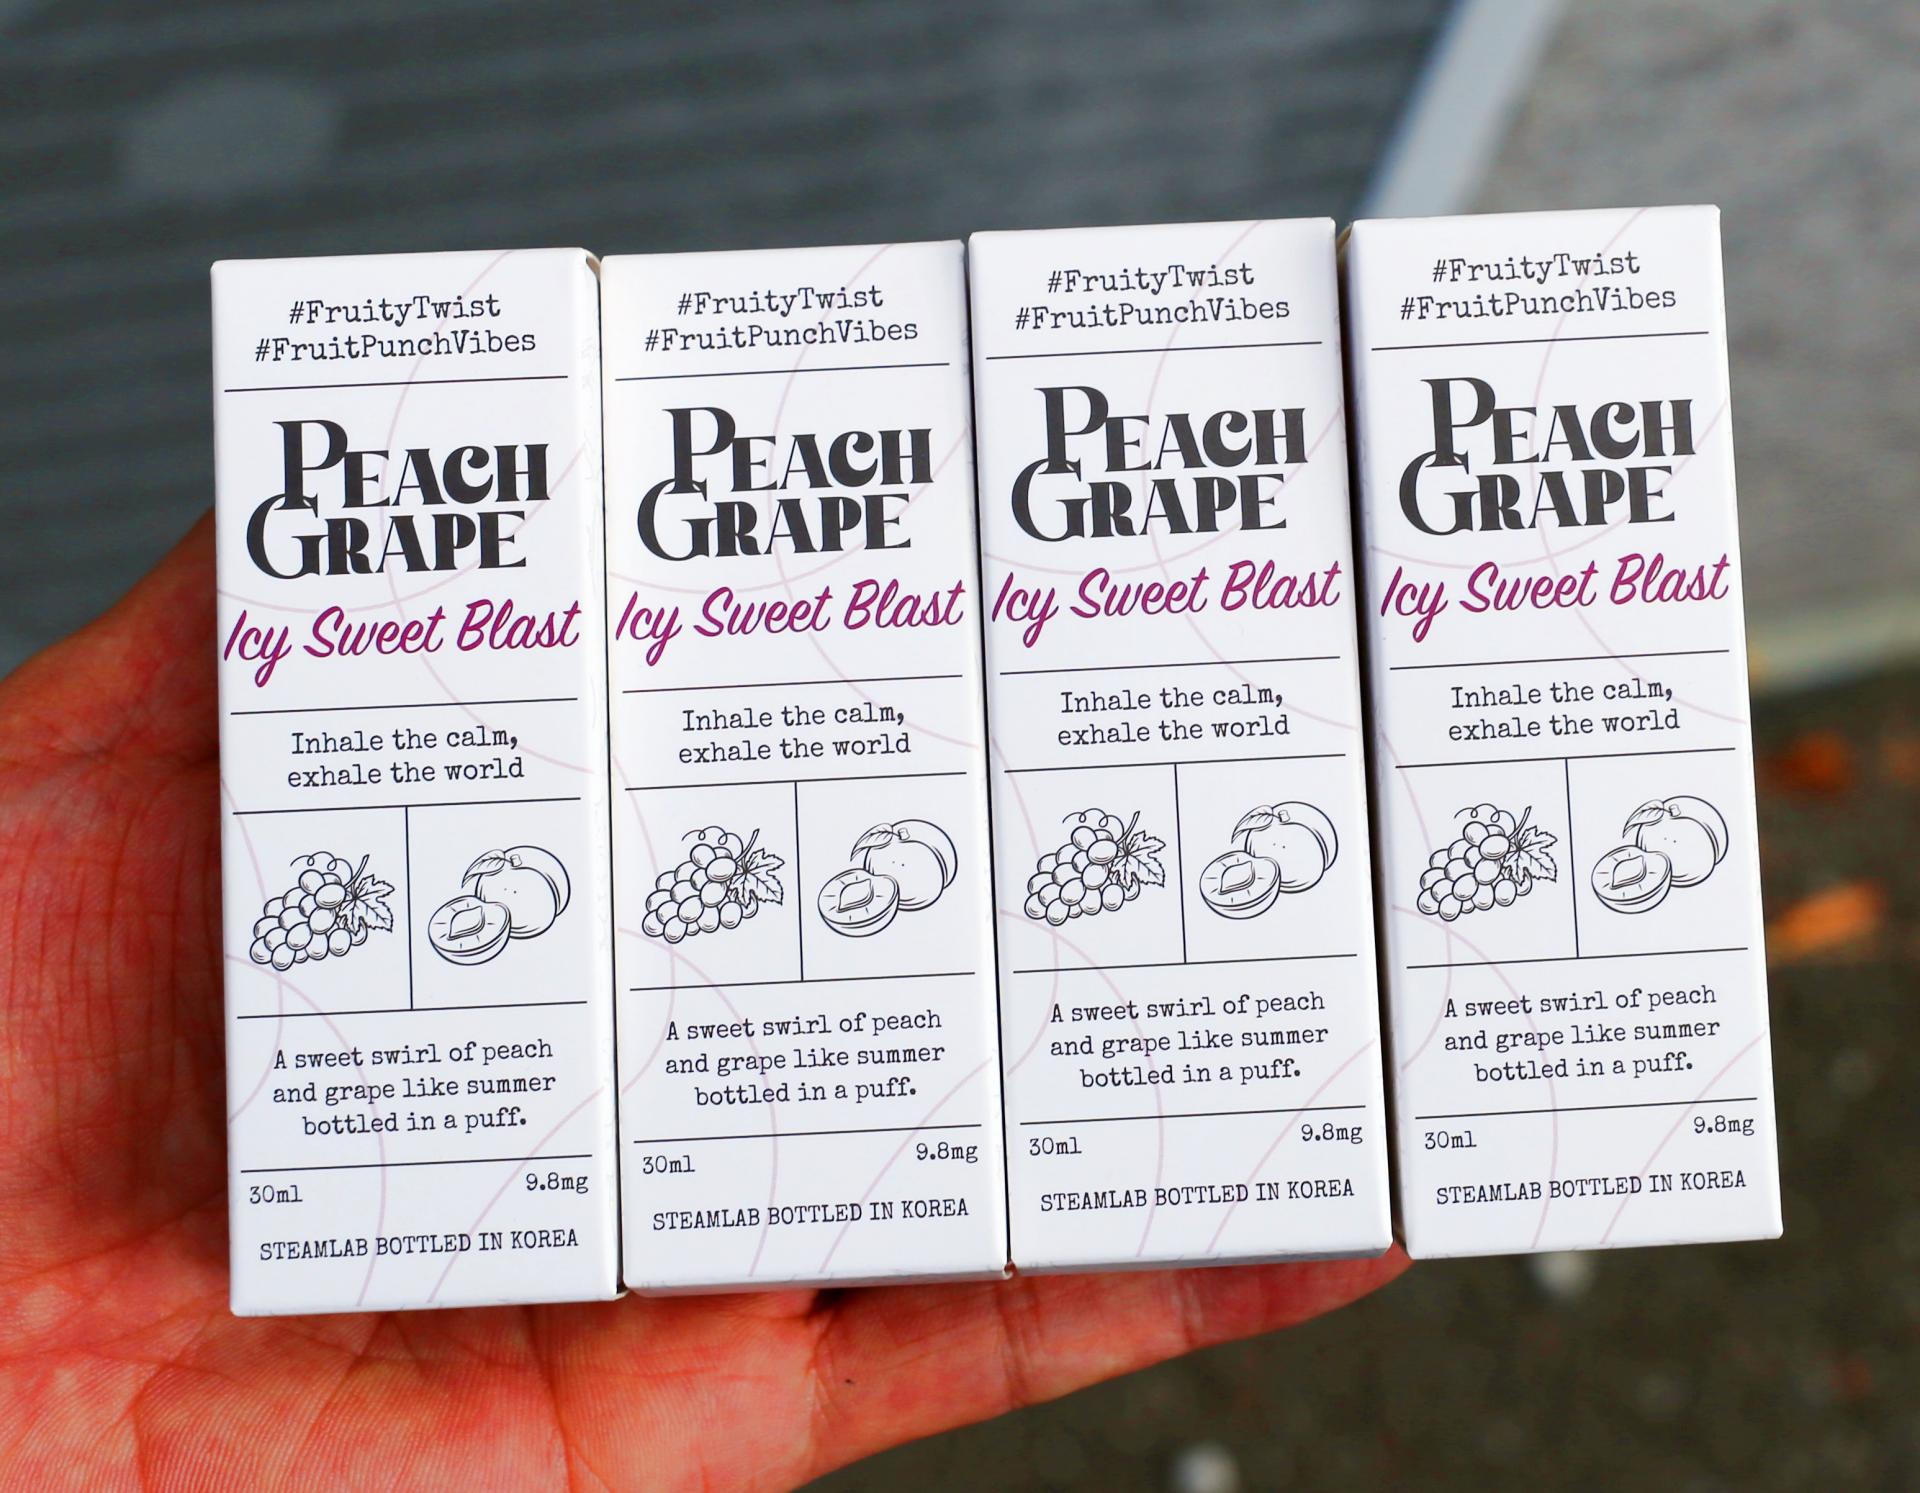 #FruityTwist
#FruitPunchVibes
PEACH
GRAPE
Icy Sweet Blast
Inhale the calm,
exhale the world
A sweet swirl of peach
and grape like summer
bottled in a puff.
30ml 9.8mg
STEAMLAB BOTTLED IN KOREA
#FruityTwist
#FruitPunchVibes
PEACH
GRAPE
Icy Sweet Blast
Inhale the calm,
exhale the world
A sweet swirl of peach
and grape like summer
bottled in a puff.
30ml 9.8mg
STEAMLAB BOTTLED IN KOREA
#FruityTwist
#FruitPunchVibes
PEACH
GRAPE
Icy Sweet Blast
Inhale the calm,
exhale the world
A sweet swirl of peach
and grape like summer
bottled in a puff.
30ml 9.8mg
STEAMLAB BOTTLED IN KOREA
#FruityTwist
#FruitPunchVibes
PEACH
GRAPE
Icy Sweet Blast
Inhale the calm,
exhale the world
A sweet swirl of peach
and grape like summer
bottled in a puff.
30ml 9.8mg
STEAMLAB BOTTLED IN KOREA